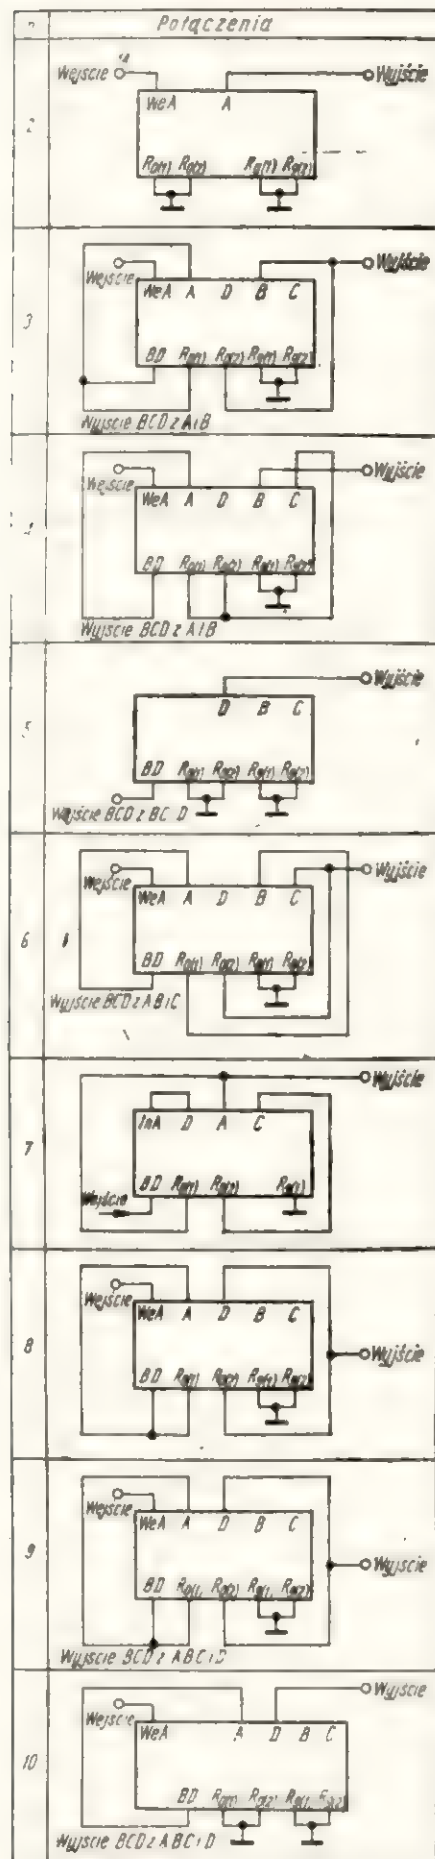 n Połączenia
2
Wejście Wyjście
WeA A
R0(1) R0(2) R9(1) R9(2)
3
Wejście Wyjście
WeA A D B C
BD R0(1) R0(2) R9(1) R9(2)
Wyjście BCD z A i B
4
Wejście Wyjście
WeA A D B C
BD R0(1) R0(2) R9(1) R9(2)
Wyjście BCD z A i B
5
Wyjście
D B C
BD R0(1) R0(2) R9(1) R9(2)
Wyjście BCD z BC i D
6
Wejście Wyjście
WeA A D B C
BD R0(1) R0(2) R9(1) R9(2)
Wyjście BCD z A B i C
7
Wyjście
InA D A C
BD R0(1) R0(2) R9(1)
Wejście
8
Wejście
WeA A D B C
Wyjście
BD R0(1) R0(2) R9(1) R9(2)
9
Wejście
WeA A D B C
Wyjście
BD R0(1) R0(2) R9(1) R9(2)
Wyjście BCD z A B C i D
10
Wejście Wyjście
WeA A D B C
BD R0(1) R0(2) R9(1) R9(2)
Wyjście BCD z A B C i D